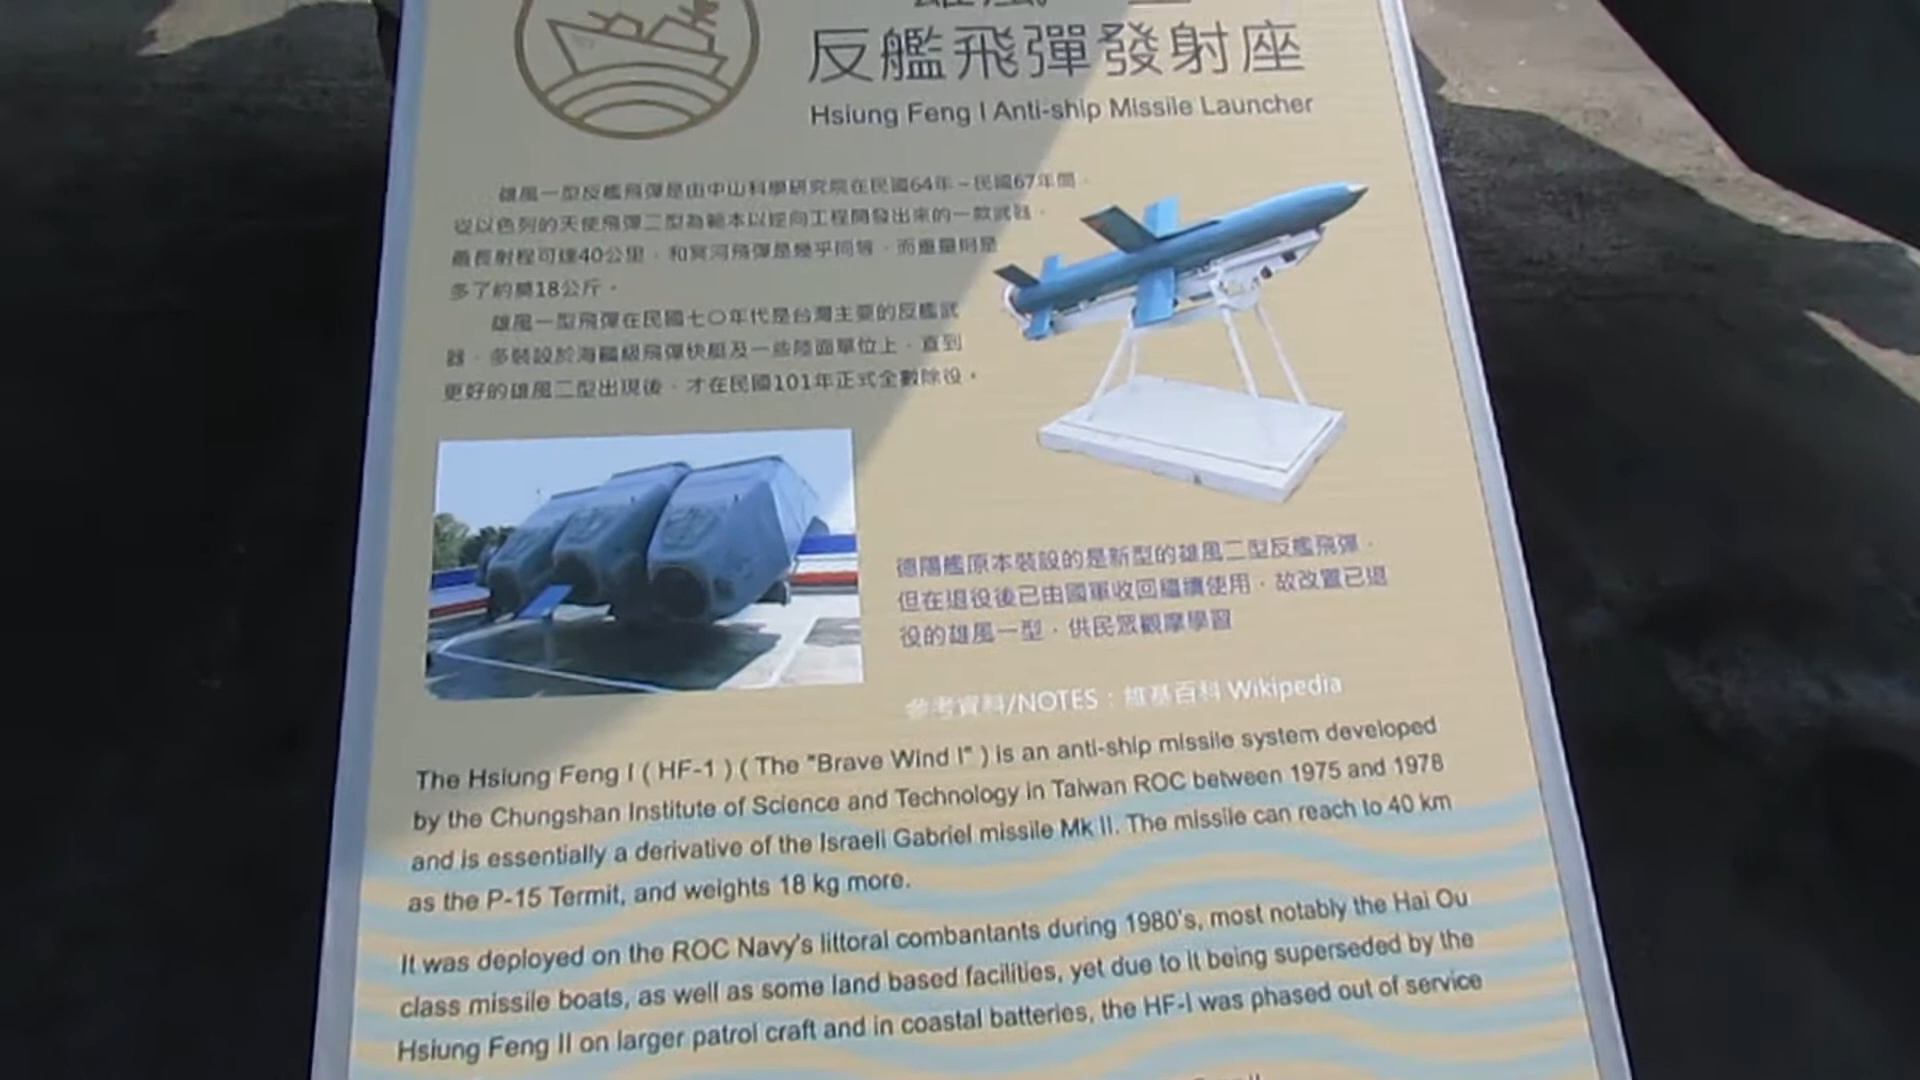 反艦飛彈發射座
Hsiung Feng I Anti-ship Missile Launcher
雄風一型反艦飛彈是由中山科學研究院在民國64年~民國67年間,
從以色列的天使飛彈二型為範本以逆向工程開發出來的一款武器,
最長射程可達40公里,和冥河飛彈是幾乎同等,而重量則是
多了約莫18公斤。
雄風一型飛彈在民國七〇年代是台灣主要的反艦武
器,多裝設於海鷗級飛彈快艇及一些陸面單位上,直到
更好的雄風二型出現後,才在民國101年正式全數除役。
德陽艦原本裝設的是新型的雄風二型反艦飛彈,
但在退役後已由國軍收回繼續使用,故改置已退
役的雄風一型,供民眾觀摩學習
參考資料/NOTES:維基百科 Wikipedia
The Hsiung Feng I ( HF-1 ) ( The "Brave Wind I" ) is an anti-ship missile system developed
by the Chungshan Institute of Science and Technology in Taiwan ROC between 1975 and 1978
and is essentially a derivative of the Israeli Gabriel missile Mk II. The missile can reach to 40 km
as the P-15 Termit, and weights 18 kg more.
It was deployed on the ROC Navy's littoral combantants during 1980's, most notably the Hai Ou
class missile boats, as well as some land based facilities, yet due to it being superseded by the
Hsiung Feng II on larger patrol craft and in coastal batteries, the HF-I was phased out of service